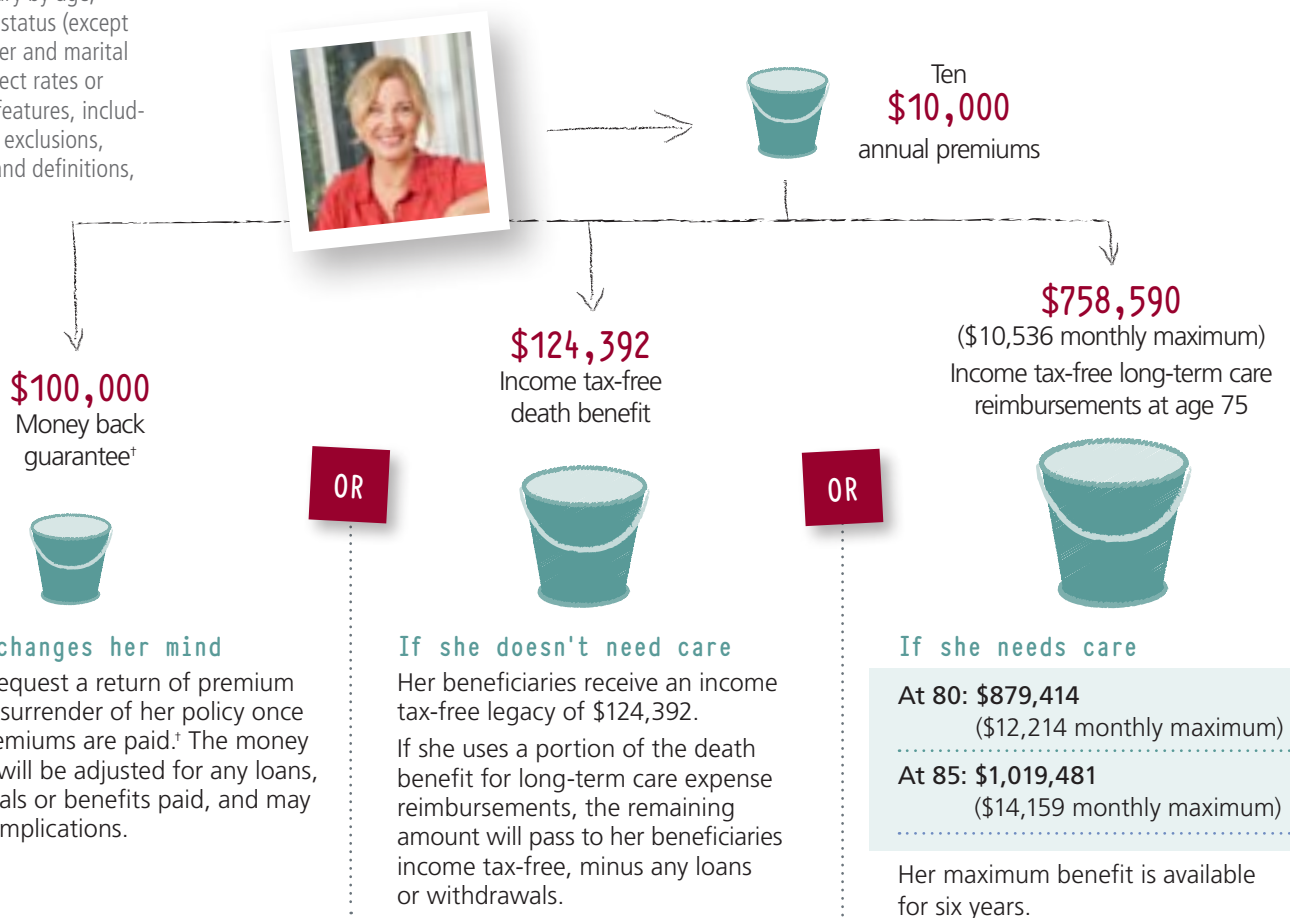 ary by age,
status (except
er and marital
ect rates or
features, includ-
exclusions,
and definitions,
Ten
$10,000
annual premiums
$100,000
Money back
guarantee†
OR
$124,392
Income tax-free
death benefit
OR
$758,590
($10,536 monthly maximum)
Income tax-free long-term care
reimbursements at age 75
changes her mind
equest a return of premium
surrender of her policy once
emiums are paid.† The money
will be adjusted for any loans,
als or benefits paid, and may
mplications.
If she doesn't need care
Her beneficiaries receive an income
tax-free legacy of $124,392.
If she uses a portion of the death
benefit for long-term care expense
reimbursements, the remaining
amount will pass to her beneficiaries
income tax-free, minus any loans
or withdrawals.
If she needs care
At 80: $879,414
($12,214 monthly maximum)
At 85: $1,019,481
($14,159 monthly maximum)
Her maximum benefit is available
for six years.